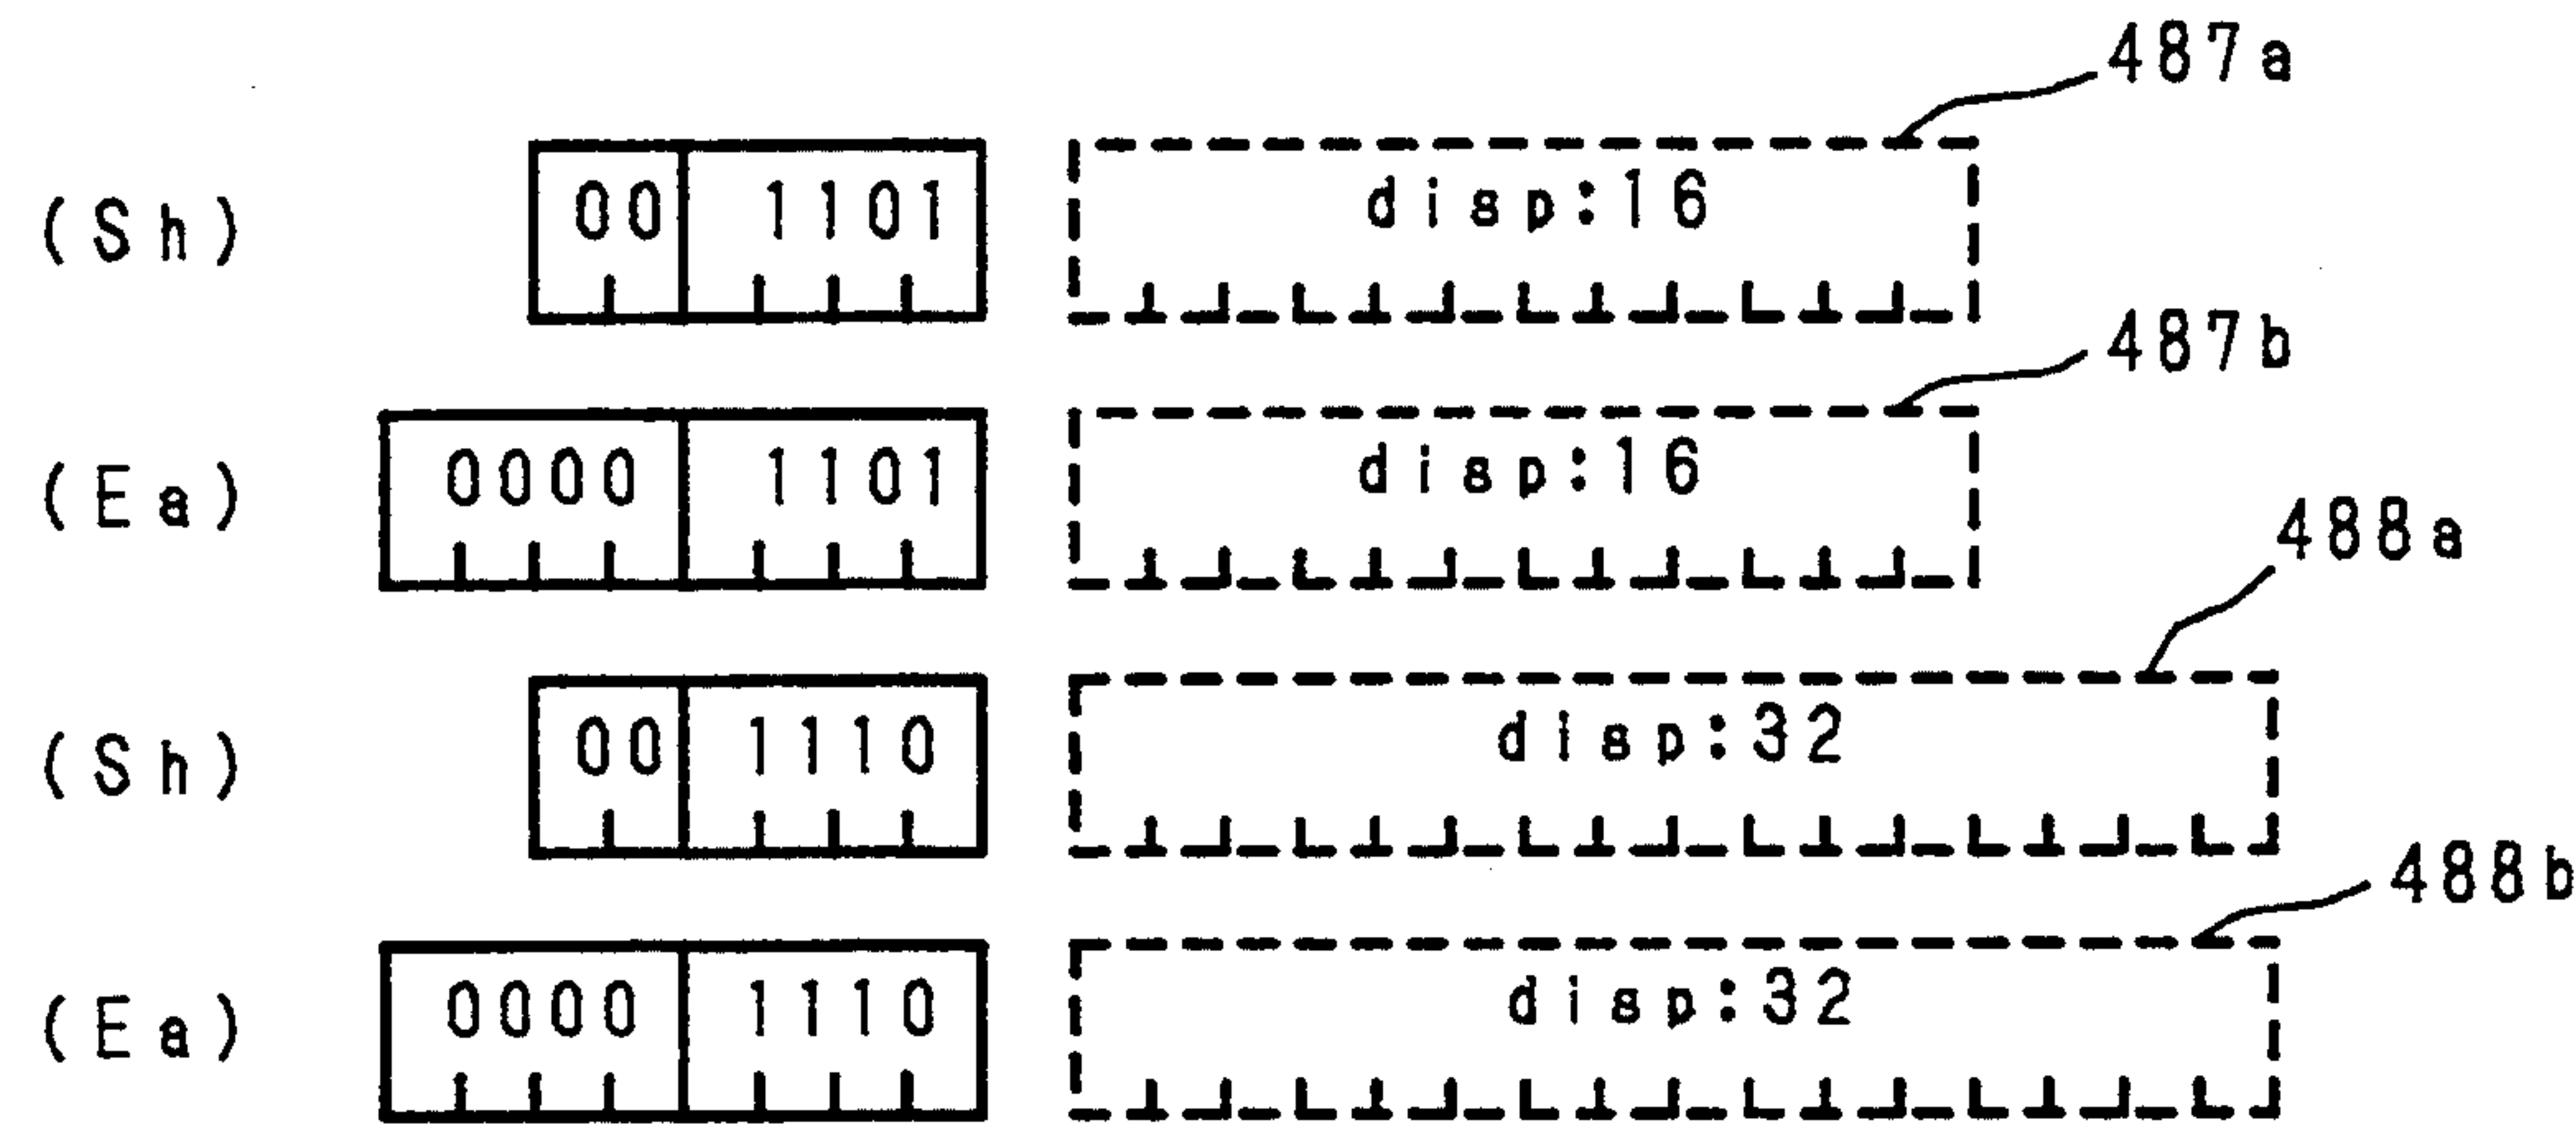 487a
(Sh) 00 1101 disp:16
487b
(Ea) 0000 1101 disp:16
488a
(Sh) 00 1110 disp:32
488b
(Ea) 0000 1110 disp:32